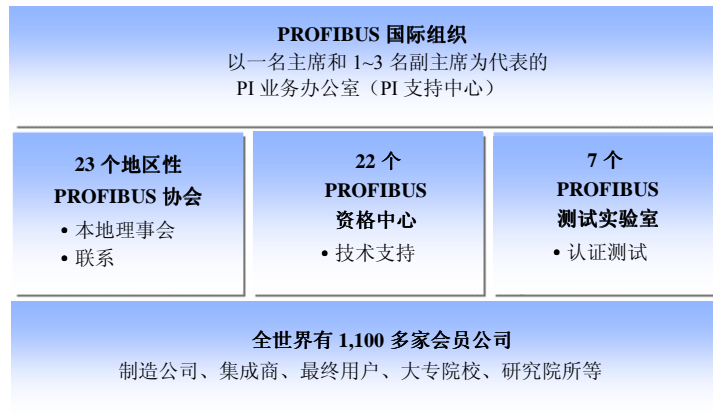 PROFIBUS 国际组织
以一名主席和 1~3 名副主席为代表的
PI 业务办公室（PI 支持中心）
23 个地区性
PROFIBUS 协会
• 本地理事会
• 联系
22 个
PROFIBUS
资格中心
• 技术支持
7 个
PROFIBUS
测试实验室
• 认证测试
全世界有 1,100 多家会员公司
制造公司、集成商、最终用户、大专院校、研究院所等